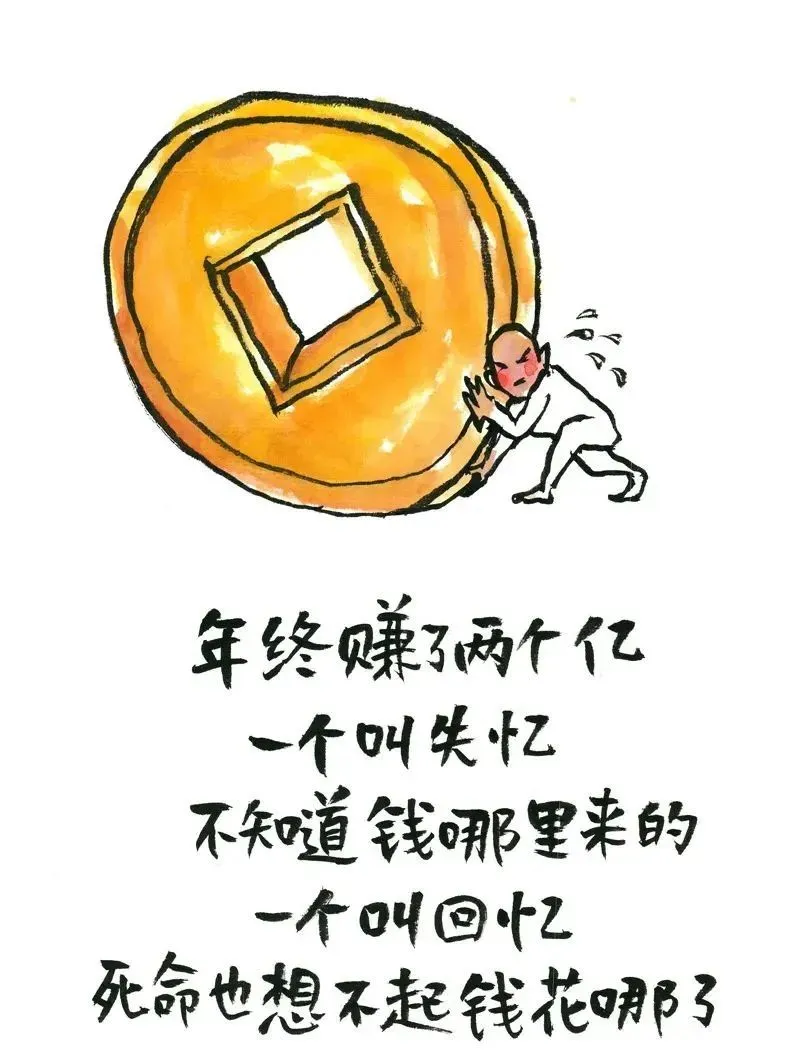 年终赚了两个亿
一个叫失忆
不知道钱哪里来的
一个叫回忆
死命也想不起钱花哪了